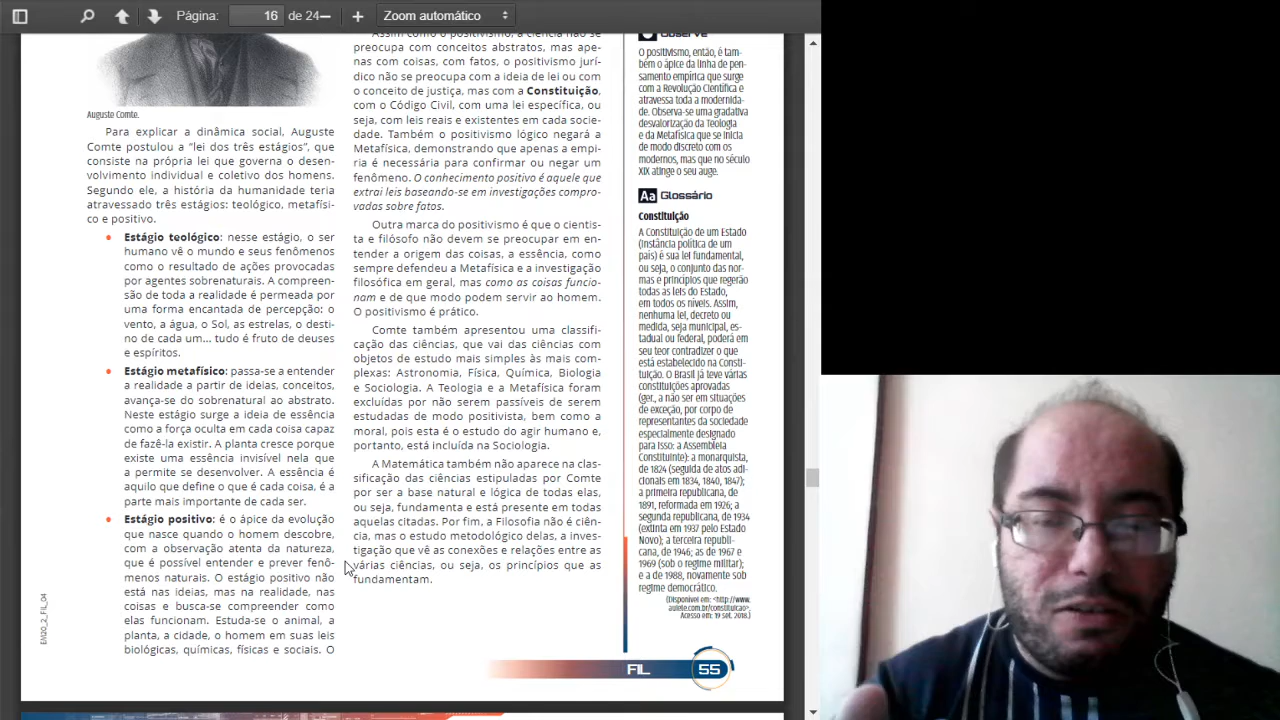 Página:
16
de 24
Zoom automático
Auguste Comte.
Para explicar a dinâmica social, Auguste
Comte postulou a “lei dos três estágios”, que
consiste na própria lei que governa o desen-
volvimento individual e coletivo dos homens.
Segundo ele, a história da humanidade teria
atravessado três estágios: teológico, metafísi-
co e positivo.
Estágio teológico: nesse estágio, o ser
humano vê o mundo e seus fenômenos
como o resultado de ações provocadas
por agentes sobrenaturais. A compreen-
são de toda a realidade é permeada por
uma forma encantada de percepção: o
vento, a água, o Sol, as estrelas, o desti-
no de cada um... tudo é fruto de deuses
e espíritos.
Estágio metafísico: passa-se a entender
a realidade a partir de ideias, conceitos,
avança-se do sobrenatural ao abstrato.
Neste estágio surge a ideia de essência
como a força oculta em cada coisa capaz
de fazê-la existir. A planta cresce porque
existe uma essência invisível nela que
a permite se desenvolver. A essência é
aquilo que define o que é cada coisa, é a
parte mais importante de cada ser.
Estágio positivo: é o ápice da evolução
que nasce quando o homem descobre,
com a observação atenta da natureza,
que é possível entender e prever fenô-
menos naturais. O estágio positivo não
está nas ideias, mas na realidade, nas
coisas e busca-se compreender como
elas funcionam. Estuda-se o animal, a
planta, a cidade, o homem em suas leis
biológicas, químicas, físicas e sociais. O
EM20_2_FIL_04
Assim como o positivismo, a ciência não se
preocupa com conceitos abstratos, mas ape-
nas com coisas, com fatos, o positivismo jurí-
dico não se preocupa com a ideia de lei ou com
o conceito de justiça, mas com a Constituição,
com o Código Civil, com uma lei específica, ou
seja, com leis reais e existentes em cada socie-
dade. Também o positivismo lógico negará a
Metafísica, demonstrando que apenas a empi-
ria é necessária para confirmar ou negar um
fenômeno. O conhecimento positivo é aquele que
extrai leis baseando-se em investigações compro-
vadas sobre fatos.
Outra marca do positivismo é que o cientis-
ta e filósofo não devem se preocupar em en-
tender a origem das coisas, a essência, como
sempre defendeu a Metafísica e a investigação
filosófica em geral, mas como as coisas funcio-
nam e de que modo podem servir ao homem.
O positivismo é prático.
Comte também apresentou uma classifi-
cação das ciências, que vai das ciências com
objetos de estudo mais simples às mais com-
plexas: Astronomia, Física, Química, Biologia
e Sociologia. A Teologia e a Metafísica foram
excluídas por não serem passíveis de serem
estudadas de modo positivista, bem como a
moral, pois esta é o estudo do agir humano e,
portanto, está incluída na Sociologia.
A Matemática também não aparece na clas-
sificação das ciências estipuladas por Comte
por ser a base natural e lógica de todas elas,
ou seja, fundamenta e está presente em todas
aquelas citadas. Por fim, a Filosofia não é ciên-
cia, mas o estudo metodológico delas, a inves-
tigação que vê as conexões e relações entre as
várias ciências, ou seja, os princípios que as
fundamentam.
Observe
O positivismo, então, é tam-
bém o ápice da linha de pen-
samento empírica que surge
com a Revolução Científica e
atravessa toda a modernida-
de. Observa-se uma gradativa
desvalorização da Teologia
e da Metafísica que se inicia
de modo discreto com os
modernos, mas que no século
XIX atinge o seu auge.
Aa Glossário
Constituição
A Constituição de um Estado
(instância política de um
país) é sua lei fundamental,
ou seja, o conjunto das nor-
mas e princípios que regerão
todas as leis do Estado,
em todos os níveis. Assim,
nenhuma lei, decreto ou
medida, seja municipal, es-
tadual ou federal, poderá em
seu teor contradizer o que
está estabelecido na Consti-
tuição. O Brasil já teve várias
constituições aprovadas
(ger., a não ser em situações
de exceção, por corpo de
representantes da sociedade
especialmente designado
para isso: a Assembleia
Constituinte): a monarquista,
de 1824 (seguida de atos adi-
cionais em 1834, 1840, 1847);
a primeira republicana, de
1891, reformada em 1926; a
segunda republicana, de 1934
(extinta em 1937 pelo Estado
Novo); a terceira republi-
cana, de 1946; as de 1967 e
1969 (sob o regime militar);
e a de 1988, novamente sob
regime democrático.
(Disponível em: <http://www.
aulete.com.br/constituicao>.
Acesso em: 19 set. 2018.)
FIL
55